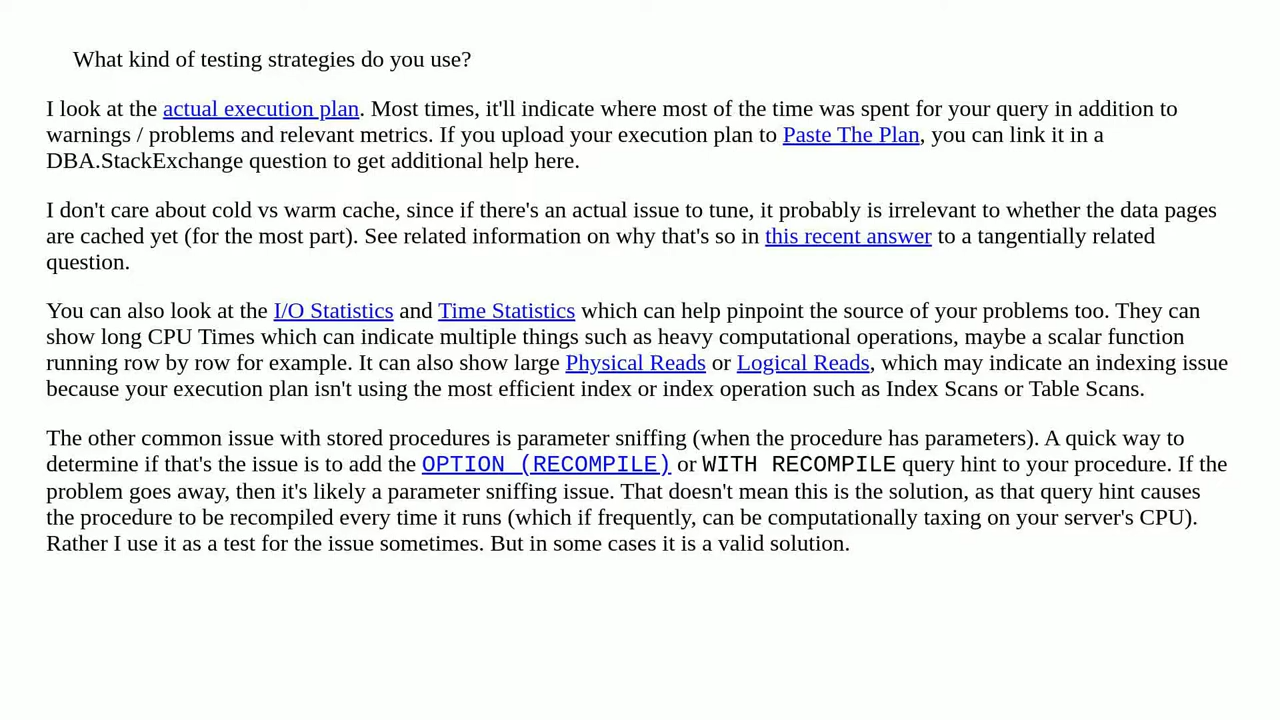 What kind of testing strategies do you use?
I look at the actual execution plan. Most times, it'll indicate where most of the time was spent for your query in addition to
warnings / problems and relevant metrics. If you upload your execution plan to Paste The Plan, you can link it in a
DBA.StackExchange question to get additional help here.
I don't care about cold vs warm cache, since if there's an actual issue to tune, it probably is irrelevant to whether the data pages
are cached yet (for the most part). See related information on why that's so in this recent answer to a tangentially related
question.
You can also look at the I/O Statistics and Time Statistics which can help pinpoint the source of your problems too. They can
show long CPU Times which can indicate multiple things such as heavy computational operations, maybe a scalar function
running row by row for example. It can also show large Physical Reads or Logical Reads, which may indicate an indexing issue
because your execution plan isn't using the most efficient index or index operation such as Index Scans or Table Scans.
The other common issue with stored procedures is parameter sniffing (when the procedure has parameters). A quick way to
determine if that's the issue is to add the OPTION (RECOMPILE) or WITH RECOMPILE query hint to your procedure. If the
problem goes away, then it's likely a parameter sniffing issue. That doesn't mean this is the solution, as that query hint causes
the procedure to be recompiled every time it runs (which if frequently, can be computationally taxing on your server's CPU).
Rather I use it as a test for the issue sometimes. But in some cases it is a valid solution.